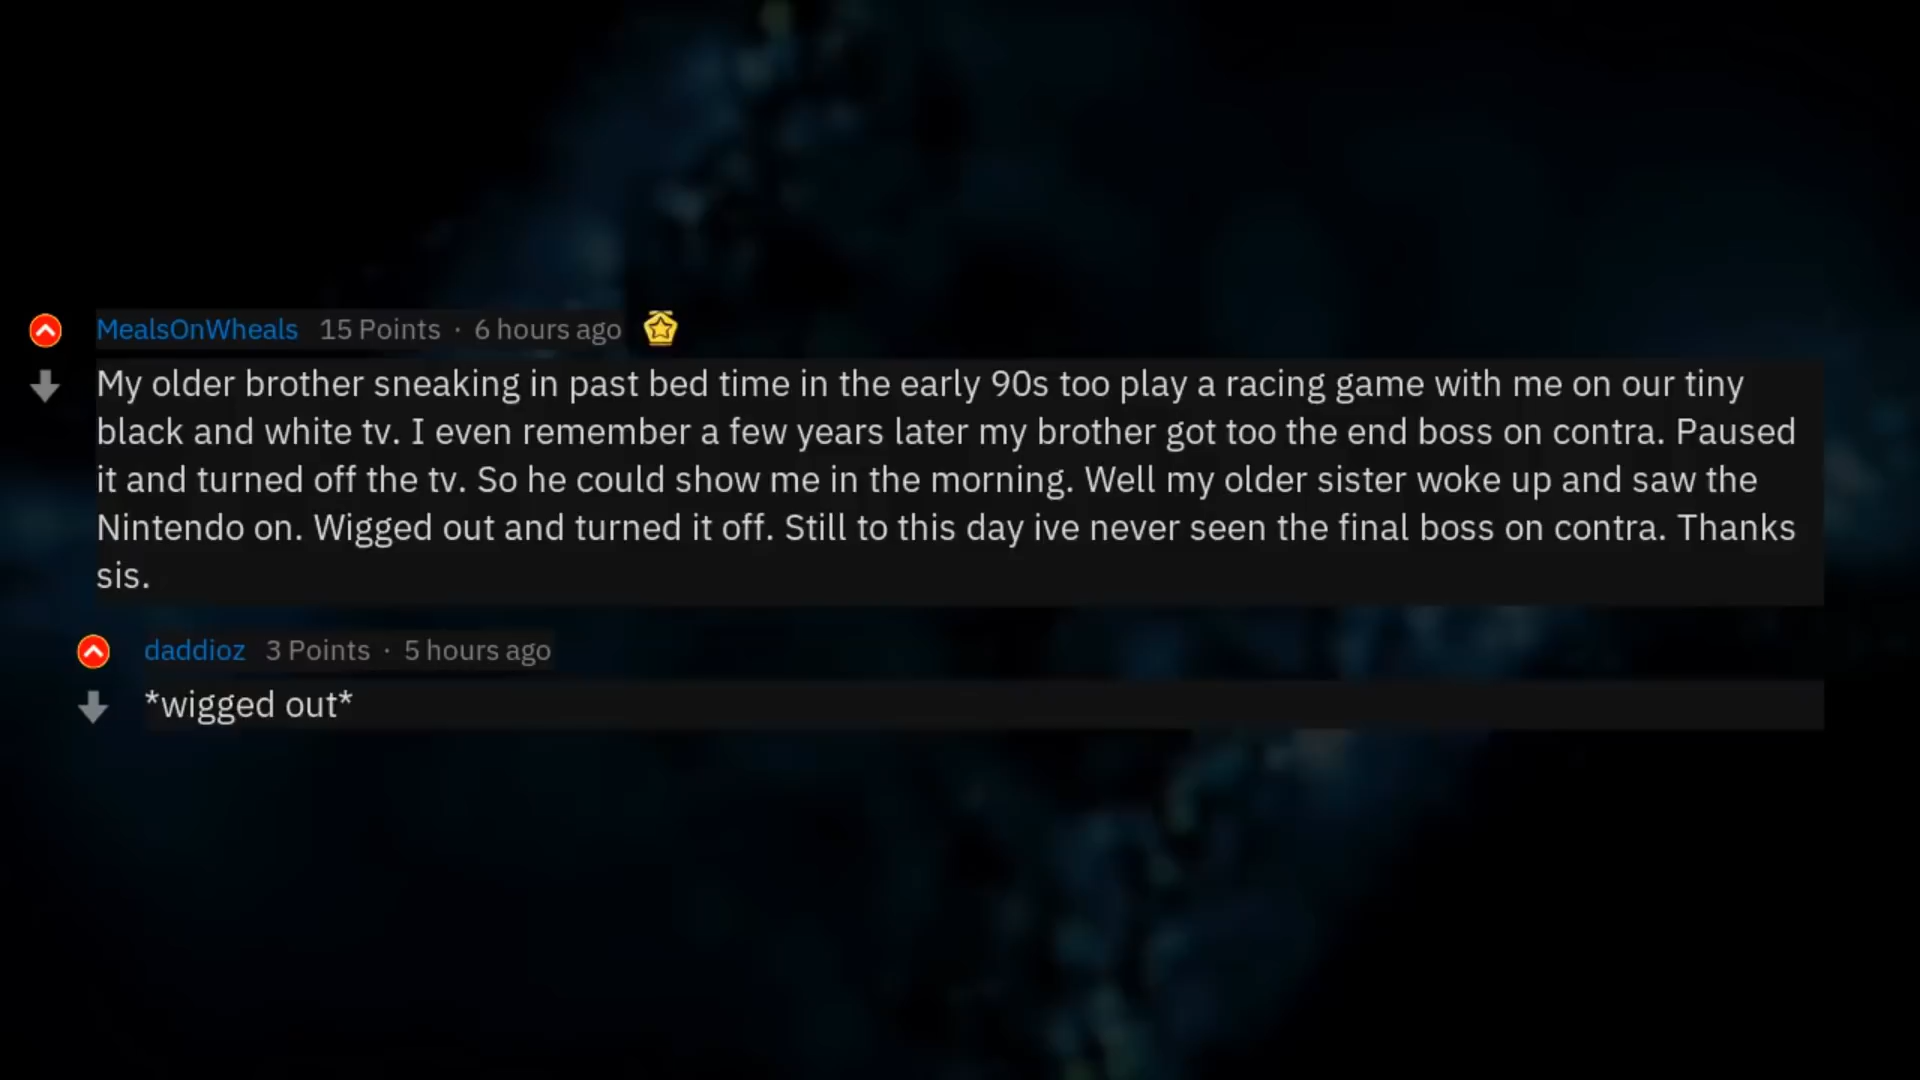 MealsOnWheals 15 Points · 6 hours ago
My older brother sneaking in past bed time in the early 90s too play a racing game with me on our tiny
black and white tv. I even remember a few years later my brother got too the end boss on contra. Paused
it and turned off the tv. So he could show me in the morning. Well my older sister woke up and saw the
Nintendo on. Wigged out and turned it off. Still to this day ive never seen the final boss on contra. Thanks
sis.
daddioz 3 Points · 5 hours ago
*wigged out*